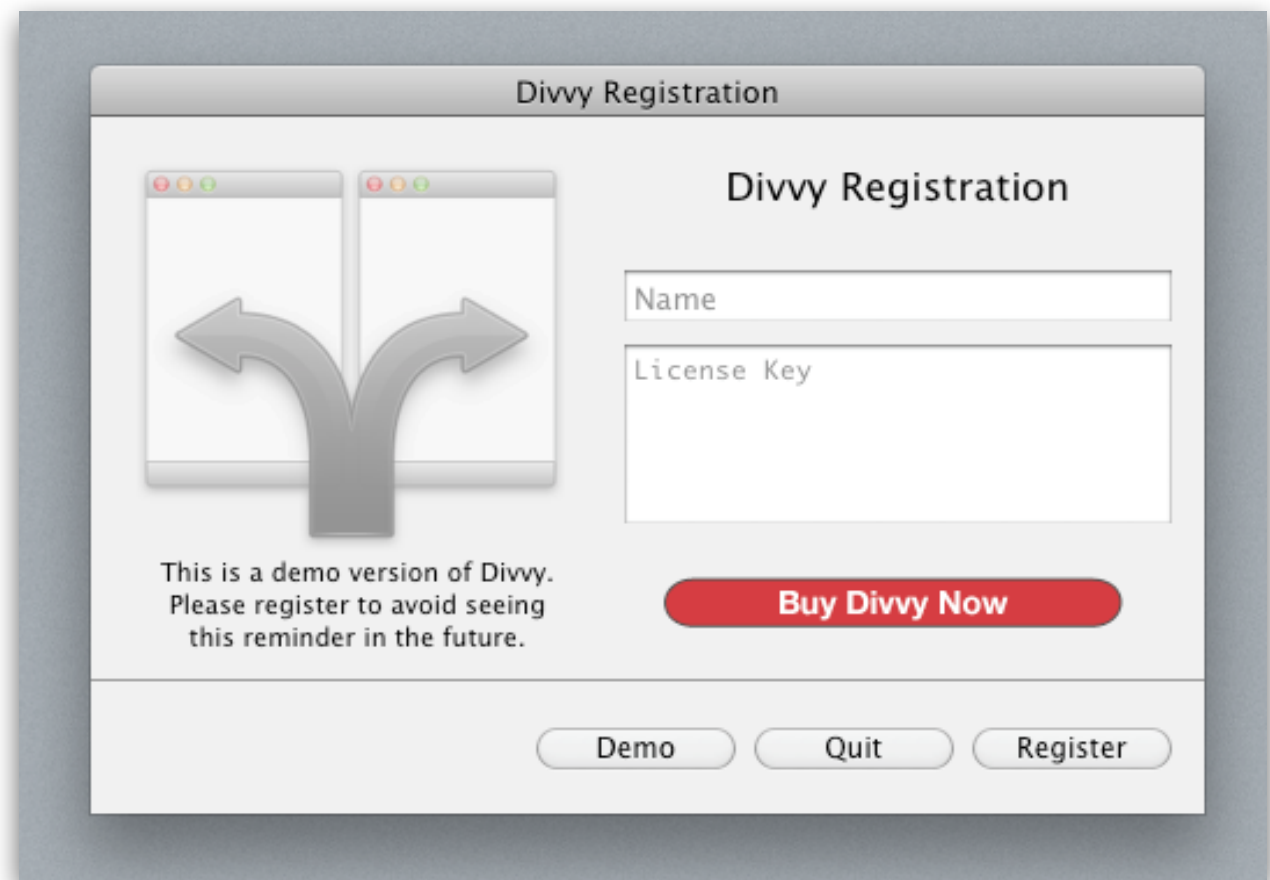 Divvy Registration
Divvy Registration
Name
License Key
This is a demo version of Divvy.
Please register to avoid seeing
this reminder in the future.
Buy Divvy Now
Demo
Quit
Register